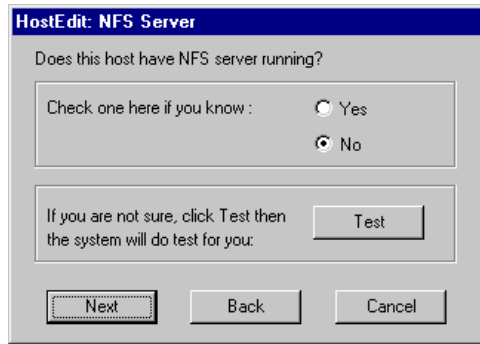 HostEdit: NFS Server
Does this host have NFS server running?
Check one here if you know :
Yes
No
If you are not sure, click Test then
the system will do test for you:
Test
Next
Back
Cancel